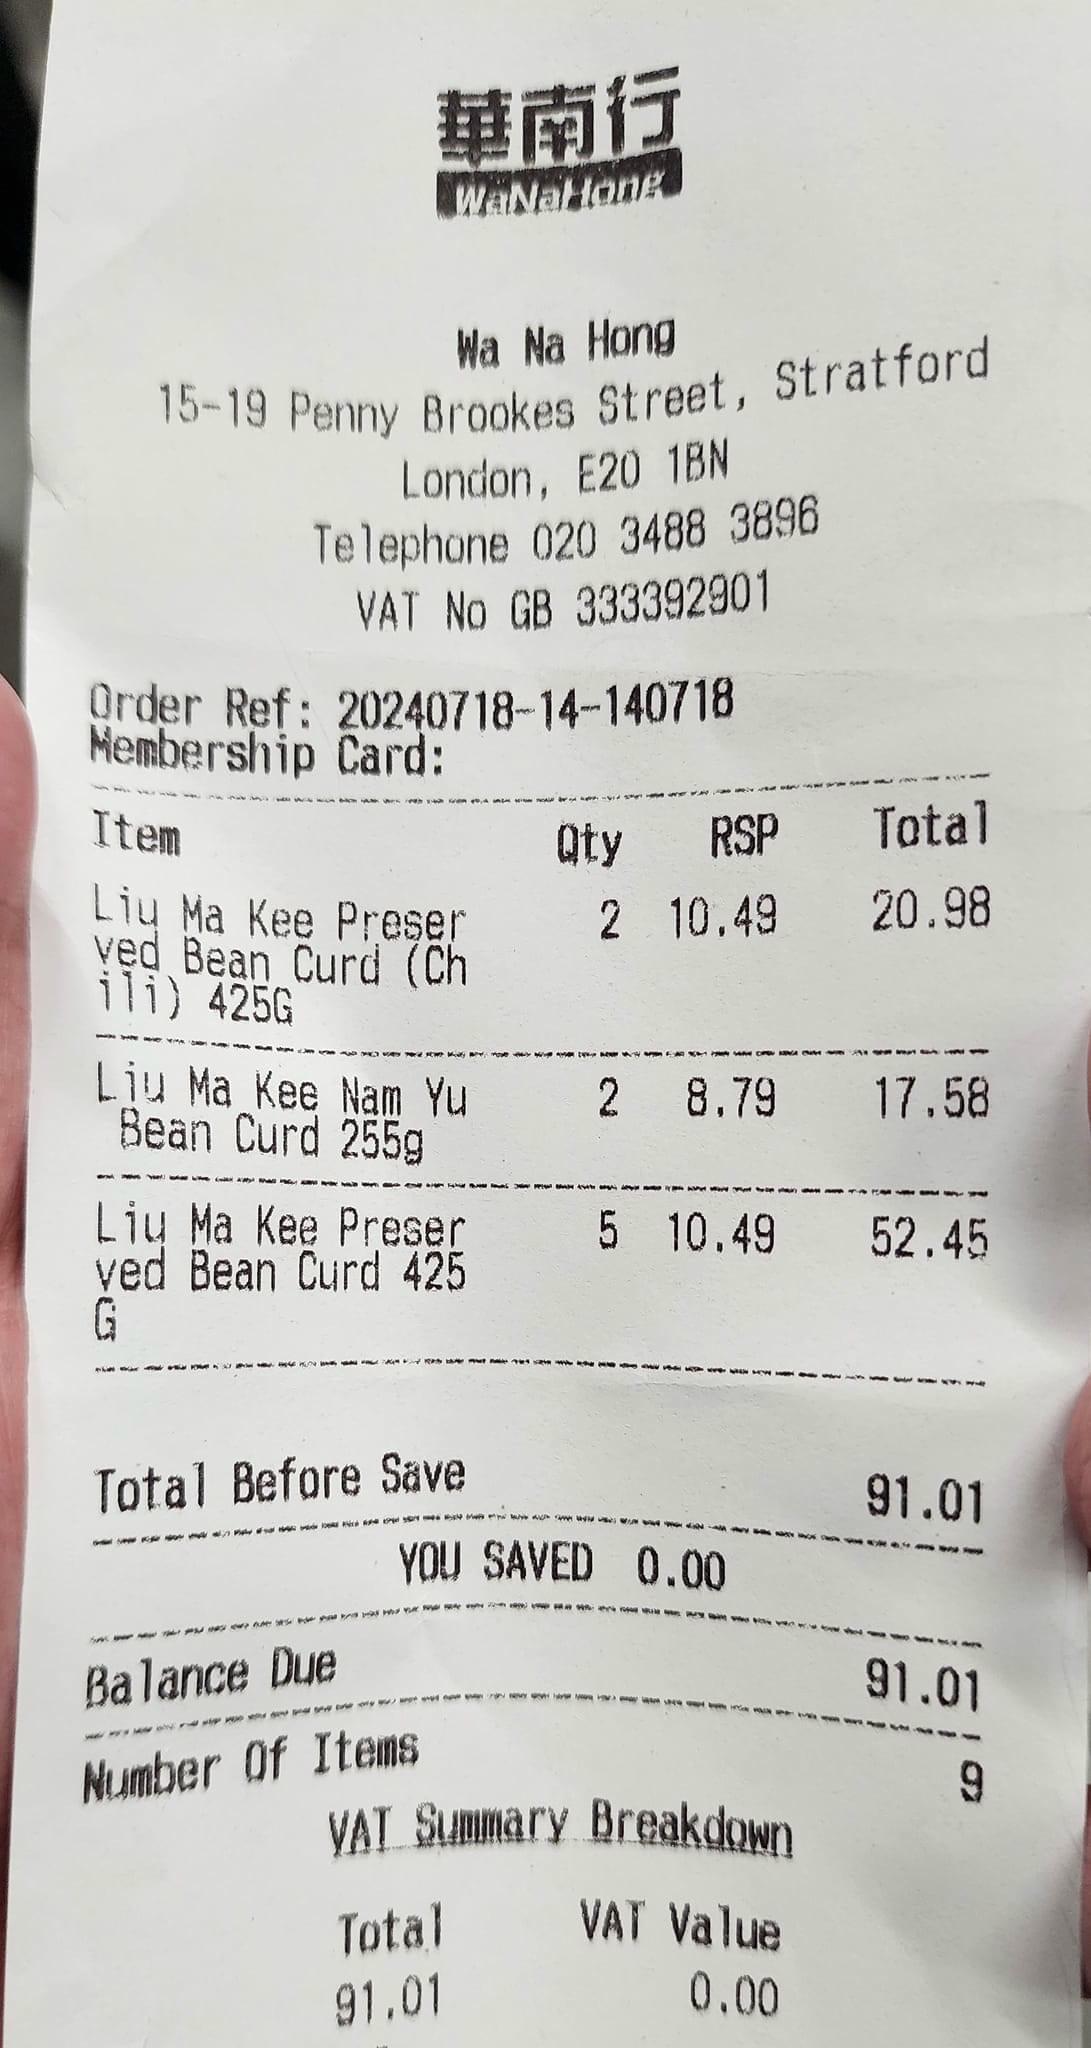 華南行
WaNaHong
Wa Na Hong
15-19 Penny Brookes Street, Stratford
London, E20 1BN
Telephone 020 3488 3896
VAT No GB 333392901
Order Ref: 20240718-14-140718
Membership Card:
Item Qty RSP Total
Liu Ma Kee Preser 2 10.49 20.98
ved Bean Curd (Ch
ili) 425G
Liu Ma Kee Nam Yu 2 8.79 17.58
Bean Curd 255g
Liu Ma Kee Preser 5 10.49 52.45
ved Bean Curd 425
G
Total Before Save 91.01
YOU SAVED 0.00
Balance Due 91.01
Number Of Items 9
VAT Summary Breakdown
Total VAT Value
91.01 0.00